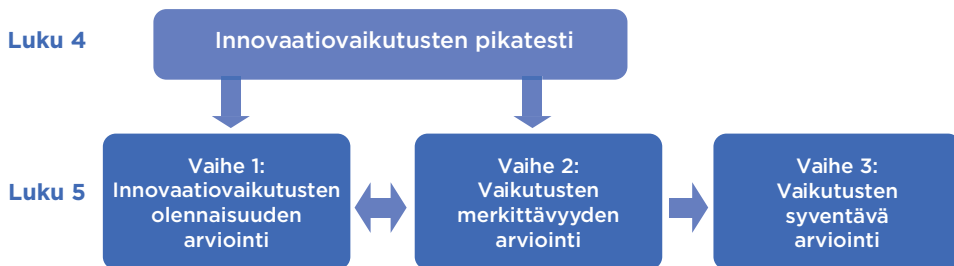 Luku 4
Innovaatiovaikutusten pikatesti
Luku 5
Vaihe 1:
Innovaatiovaikutusten
olennaisuuden
arviointi
Vaihe 2:
Vaikutusten
merkittävyyden
arviointi
Vaihe 3:
Vaikutusten
syventävä
arviointi